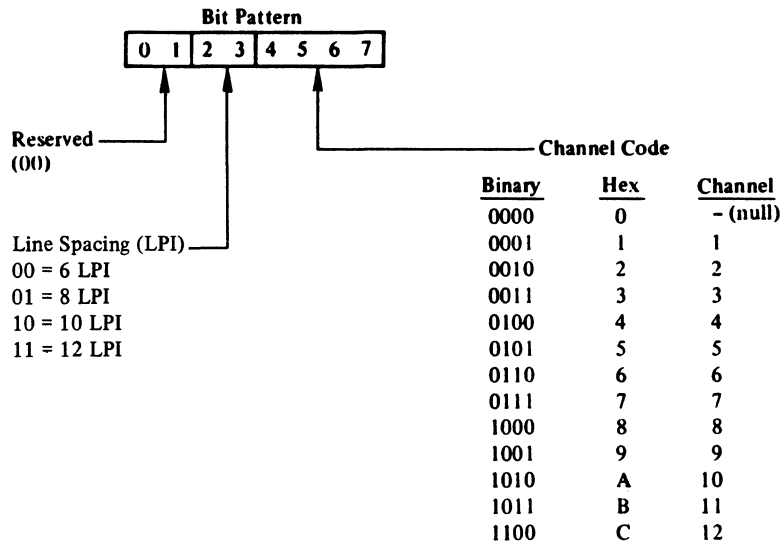 Bit Pattern
0 1 2 3 4 5 6 7
Reserved
(00)
Line Spacing (LPI)
00 = 6 LPI
01 = 8 LPI
10 = 10 LPI
11 = 12 LPI
Channel Code
Binary Hex Channel
0000 0 – (null)
0001 1 1
0010 2 2
0011 3 3
0100 4 4
0101 5 5
0110 6 6
0111 7 7
1000 8 8
1001 9 9
1010 A 10
1011 B 11
1100 C 12